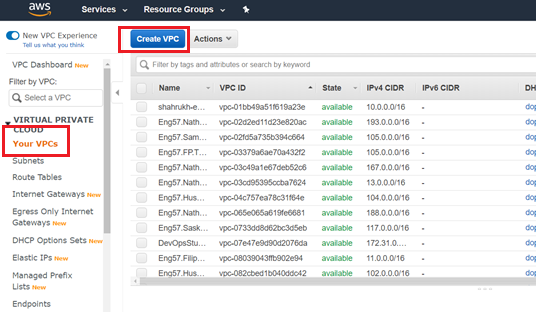 aws Services Resource Groups
New VPC Experience
Tell us what you think
Create VPC Actions
VPC Dashboard New
Filter by tags and attributes or search by keyword
Filter by VPC:
Select a VPC
Name VPC ID State IPv4 CIDR IPv6 CIDR DH
shahrukh-e... vpc-01bb49a51f619a23e available 10.0.0.0/16 - dop
VIRTUAL PRIVATE
CLOUD
Eng57.Nath... vpc-02d2ed11d23e820ac available 193.0.0.0/16 - dop
Your VPCs
Eng57.Sam... vpc-02fd5a735b394c664 available 105.0.0.0/16 - dop
Subnets
Eng57.FP.T... vpc-03379a6ae70a432f2 available 105.0.0.0/16 - dop
Route Tables
Eng57.Nath... vpc-03c49a1e67deb52c6 available 167.0.0.0/16 - dop
Eng57.Nath... vpc-03cd95395ccba7624 available 13.0.0.0/16 - dop
Internet Gateways New
Eng57.Hus... vpc-04c757ea78c31f64e available 104.0.0.0/16 - dop
Egress Only Internet
Gateways New
Eng57.Nath... vpc-065e065a619fe6681 available 188.0.0.0/16 - dop
Eng57.Sask... vpc-0733dd8d62bc3d5eb available 117.0.0.0/16 - dop
DHCP Options Sets New
DevOpsStu... vpc-07e47e9d90d2076da available 172.31.0.... - dop
Elastic IPs New
Eng57.Filip... vpc-08039043ffb902e94 available 11.0.0.0/16 - dop
Managed Prefix
Lists New
Eng57.Hus... vpc-082cbed1b040ddc42 available 102.0.0.0/16 - dop
Endpoints